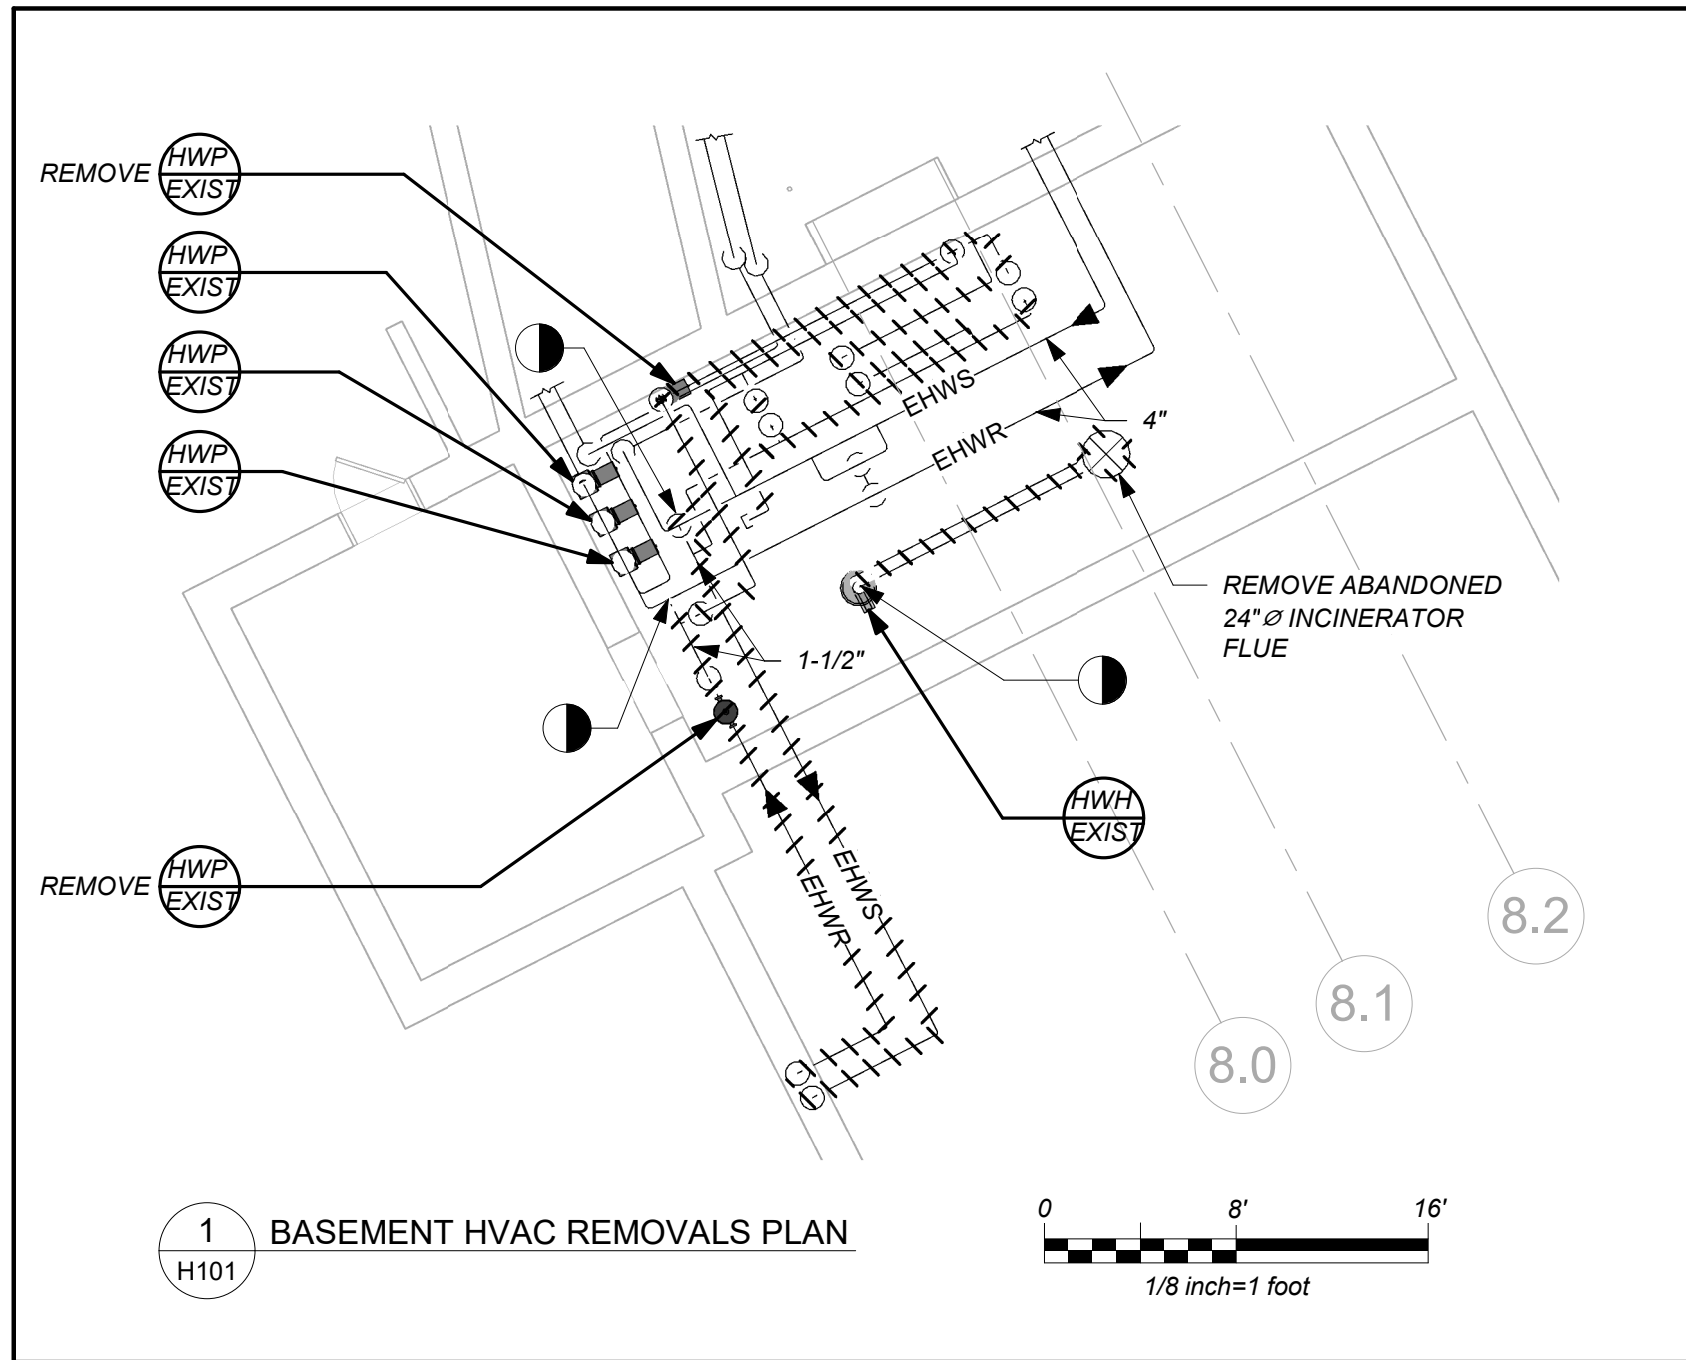 REMOVE
HWP
EXIST
HWP
EXIST
HWP
EXIST
HWP
EXIST
EHWS
EHWR
4"
REMOVE ABANDONED
24"Ø INCINERATOR
FLUE
1-1/2"
HWH
EXIST
REMOVE
HWP
EXIST
EHWS
EHWR
8.2
8.1
8.0
1
H101
BASEMENT HVAC REMOVALS PLAN
0 8' 16'
1/8 inch=1 foot